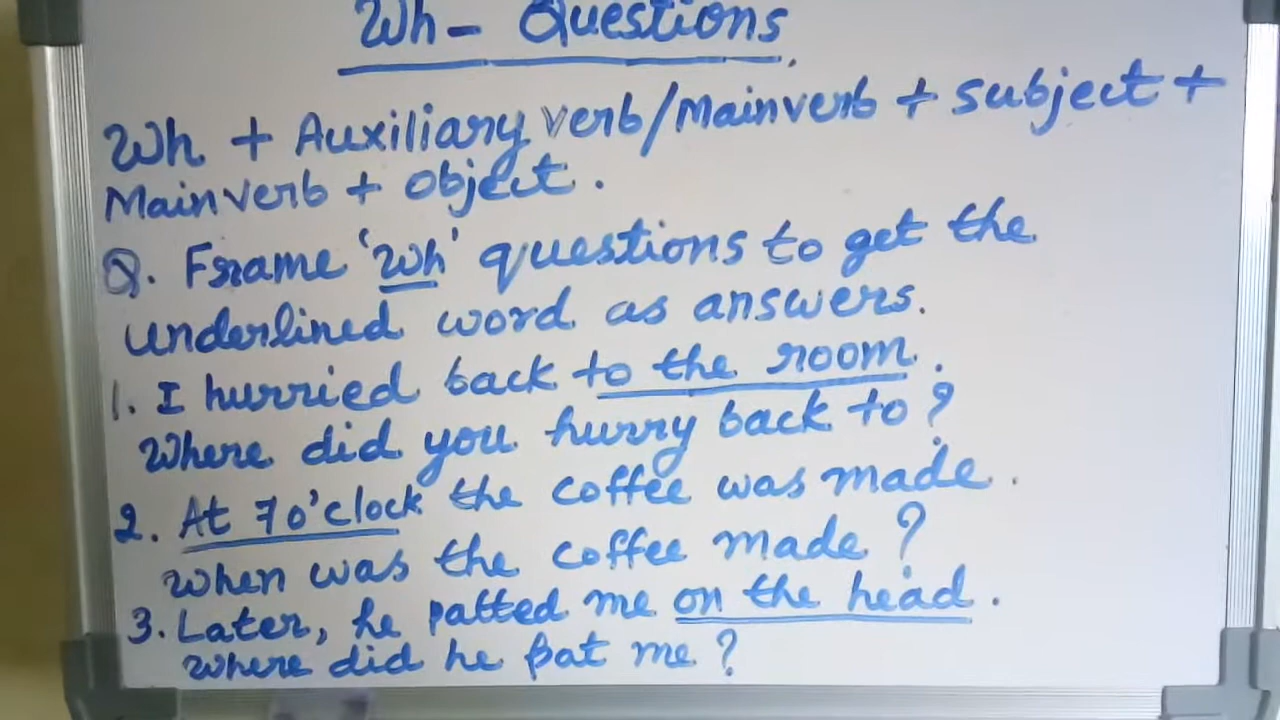 Wh- Questions
Wh + Auxiliary verb/Mainverb + subject +
Mainverb + object.
Q. Frame 'Wh' questions to get the
underlined word as answers.
1. I hurried back to the room.
Where did you hurry back to?
2. At 7 o'clock the coffee was made.
When was the coffee made?
3. Later, he patted me on the head.
Where did he pat me?